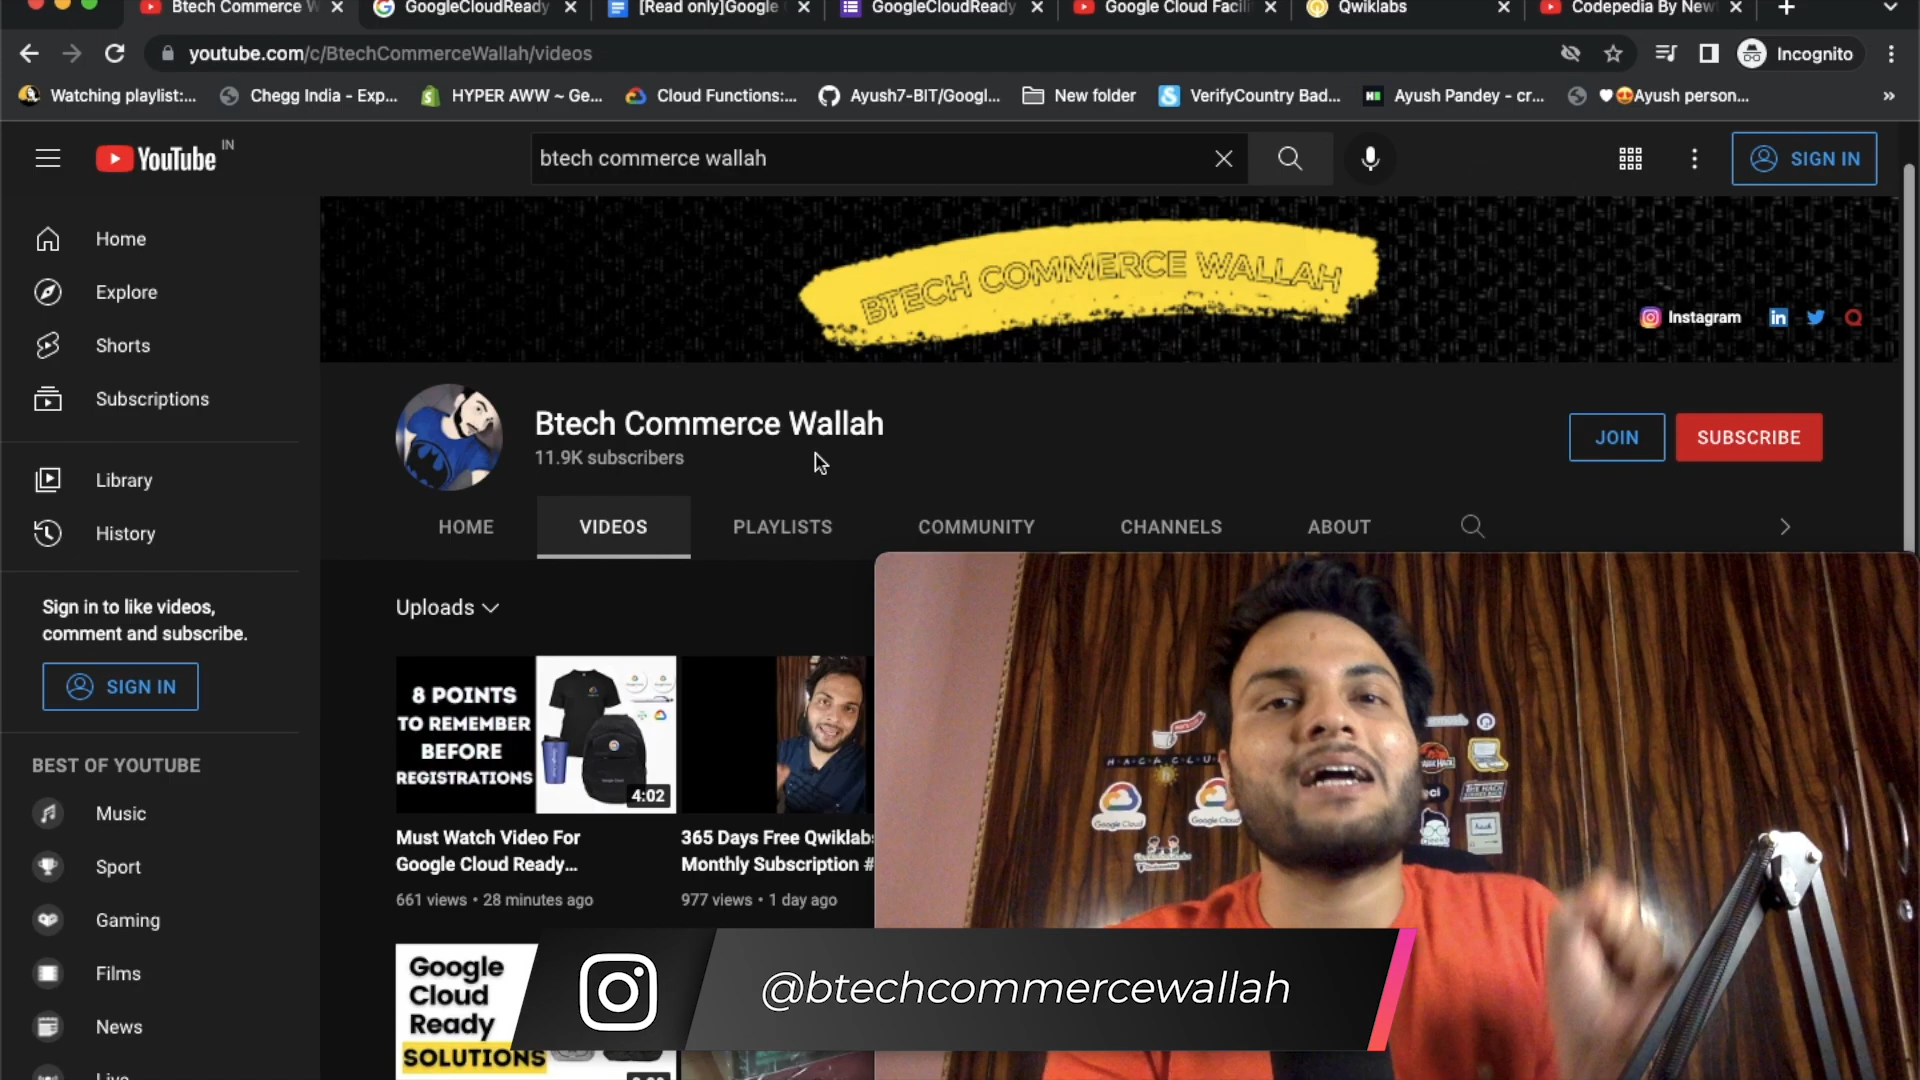 Btech Commerce W
GoogleCloudReady
[Read only]Google
GoogleCloudReady
Google Cloud Facili
Qwiklabs
Codepedia By New
youtube.com/c/BtechCommerceWallah/videos
Incognito
Watching playlist:...
Chegg India - Exp...
HYPER AWW ~ Ge...
Cloud Functions:...
Ayush7-BIT/Googl...
New folder
VerifyCountry Bad...
Ayush Pandey - cr...
Ayush person...
YouTube IN
btech commerce wallah
SIGN IN
Home
Explore
Shorts
Subscriptions
Library
History
Sign in to like videos,
comment and subscribe.
SIGN IN
BEST OF YOUTUBE
Music
Sport
Gaming
Films
News
Live
BTECH COMMERCE WALLAH
Instagram
Btech Commerce Wallah
11.9K subscribers
JOIN
SUBSCRIBE
HOME
VIDEOS
PLAYLISTS
COMMUNITY
CHANNELS
ABOUT
Uploads
8 POINTS
TO REMEMBER
BEFORE
REGISTRATIONS
4:02
Must Watch Video For
Google Cloud Ready...
661 views • 28 minutes ago
365 Days Free Qwiklabs
Monthly Subscription #
977 views • 1 day ago
Google
Cloud
Ready
SOLUTIONS
Google Cloud
Google Cloud
@btechcommercewallah